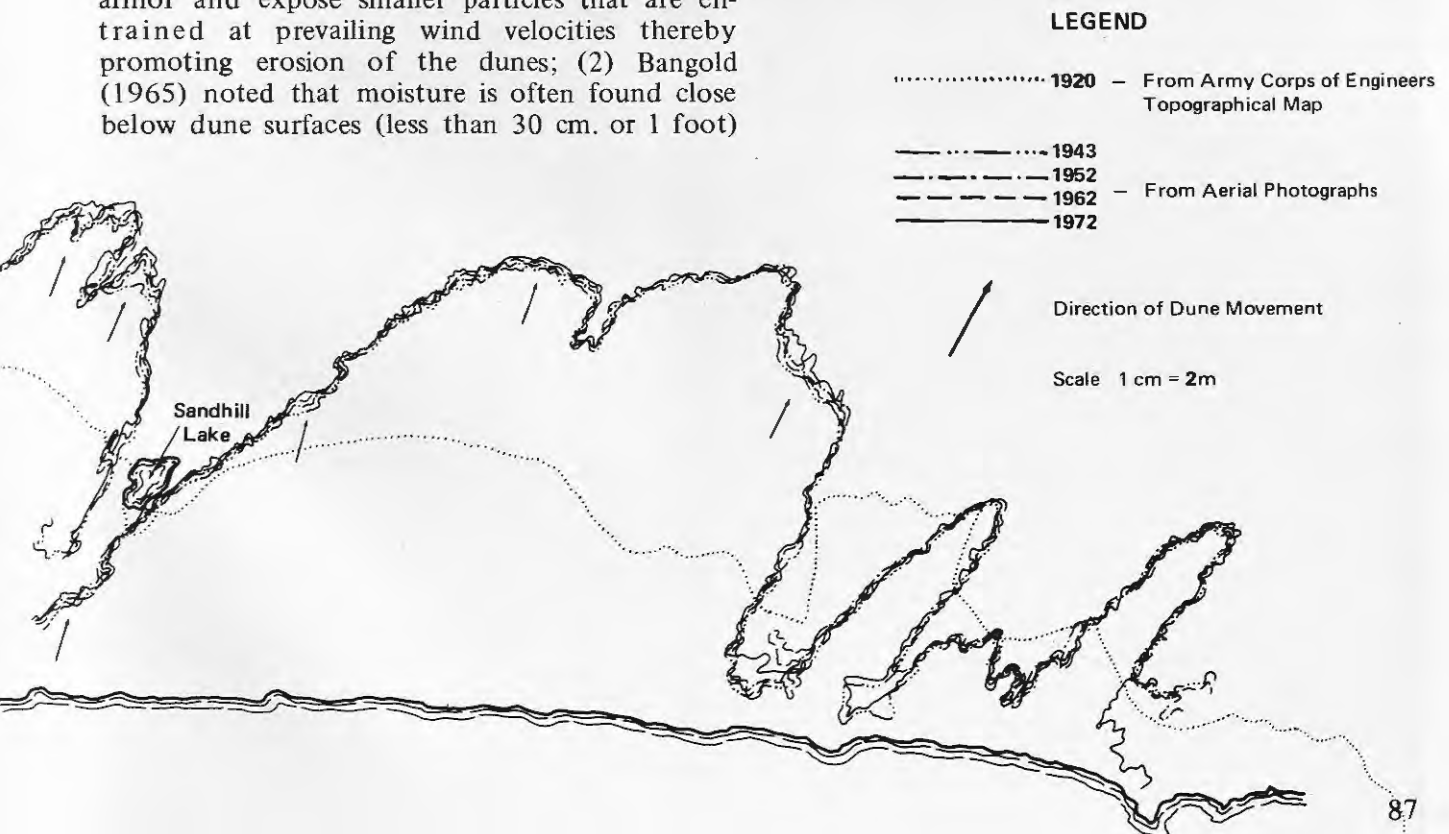 armor and expose smaller particles that are en-
trained at prevailing wind velocities thereby
promoting erosion of the dunes; (2) Bangold
(1965) noted that moisture is often found close
below dune surfaces (less than 30 cm. or 1 foot)
LEGEND
1920 – From Army Corps of Engineers
Topographical Map
1943
1952
1962 – From Aerial Photographs
1972
Direction of Dune Movement
Scale 1 cm = 2m
Sandhill
Lake
87